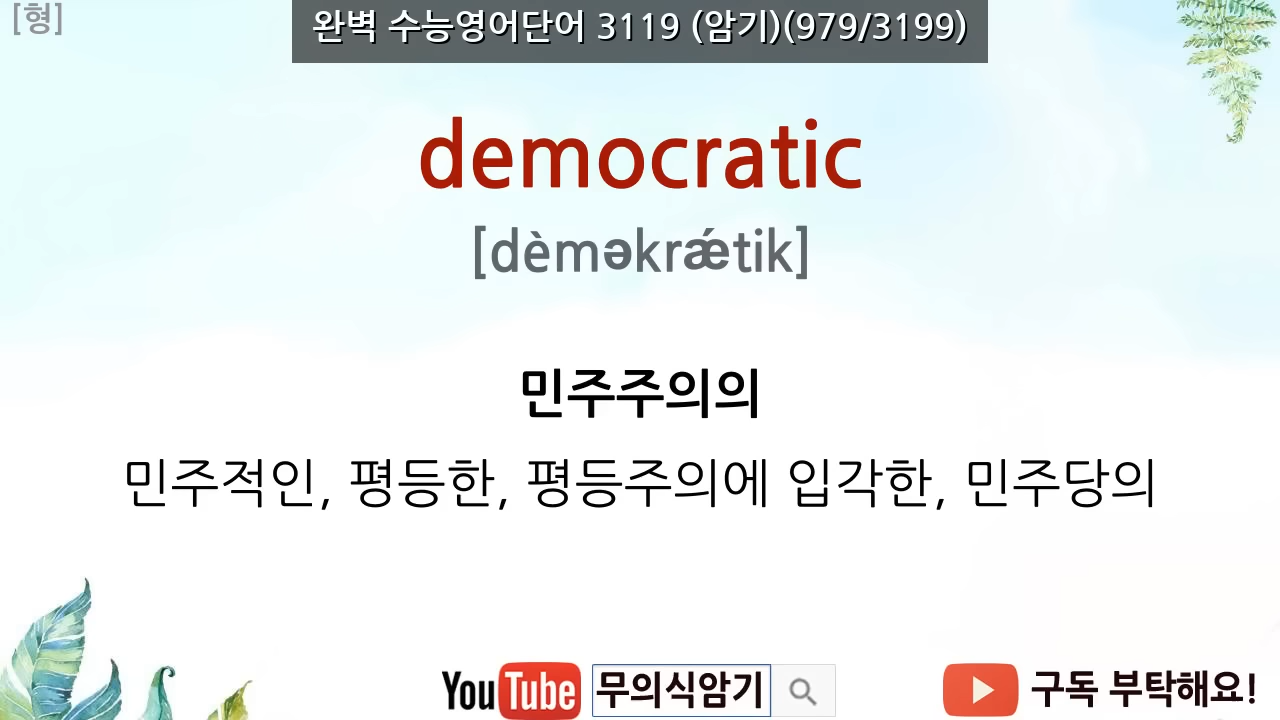 [형]
완벽 수능영어단어 3119 (암기)(979/3199)
democratic
[dèməkrǽtik]
민주주의의
민주적인, 평등한, 평등주의에 입각한, 민주당의
YouTube 무의식암기
구독 부탁해요!